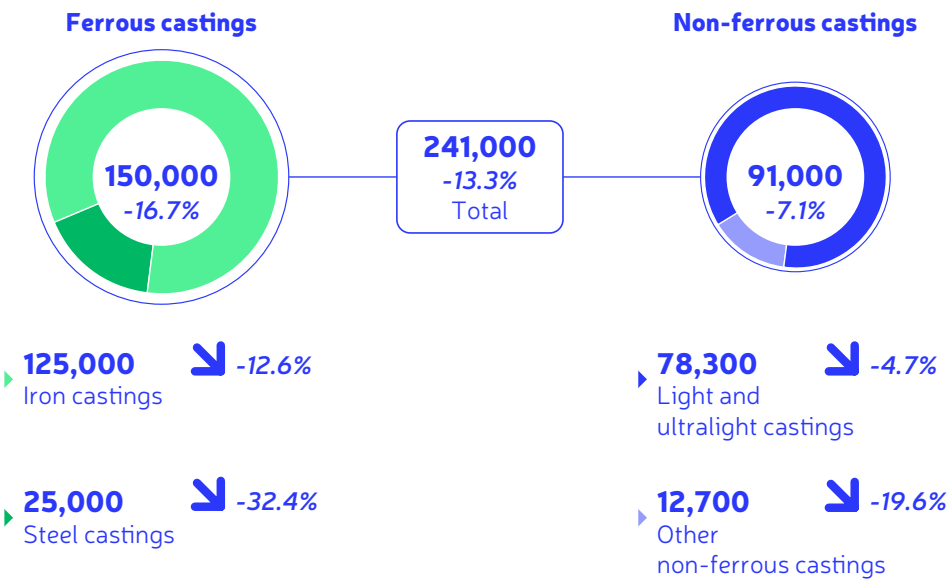 Ferrous castings
150,000
-16.7%
241,000
-13.3%
Total
Non-ferrous castings
91,000
-7.1%
125,000
-12.6%
Iron castings
25,000
-32.4%
Steel castings
78,300
-4.7%
Light and
ultralight castings
12,700
-19.6%
Other
non-ferrous castings